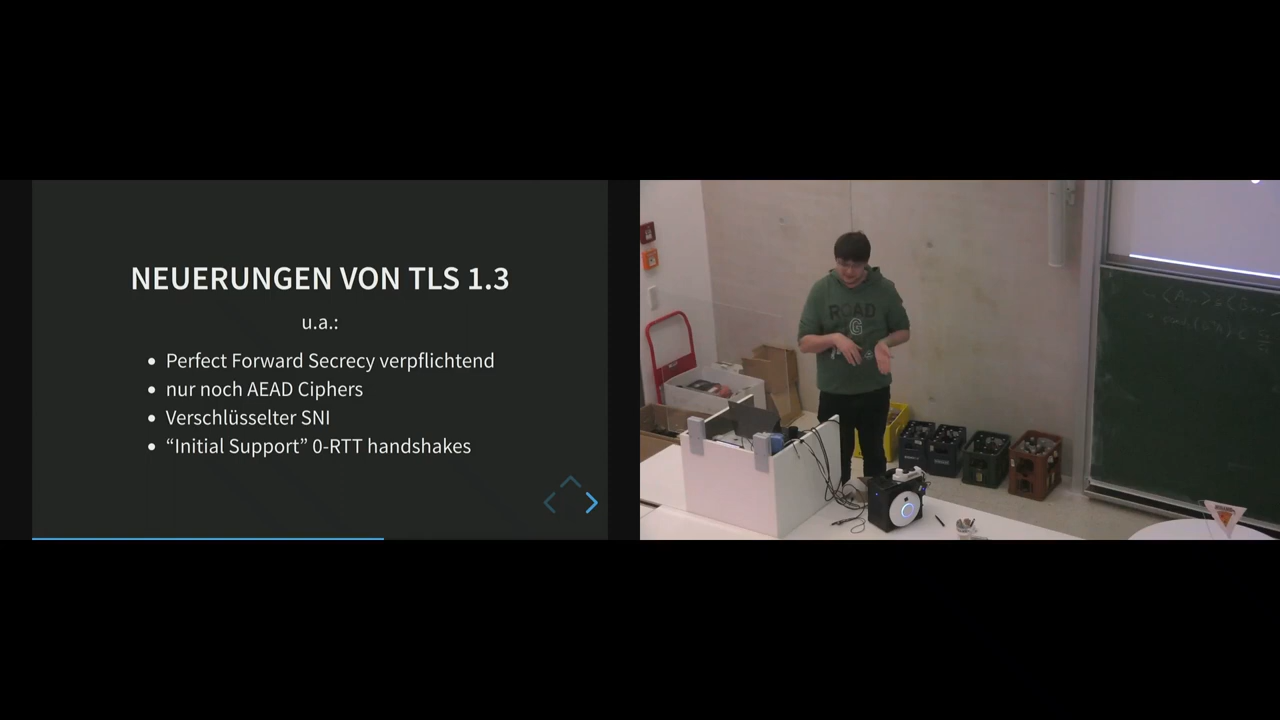 NEUERUNGEN VON TLS 1.3
u.a.:
Perfect Forward Secrecy verpflichtend
nur noch AEAD Ciphers
Verschlüsselter SNI
“Initial Support” 0-RTT handshakes
ROAD
G